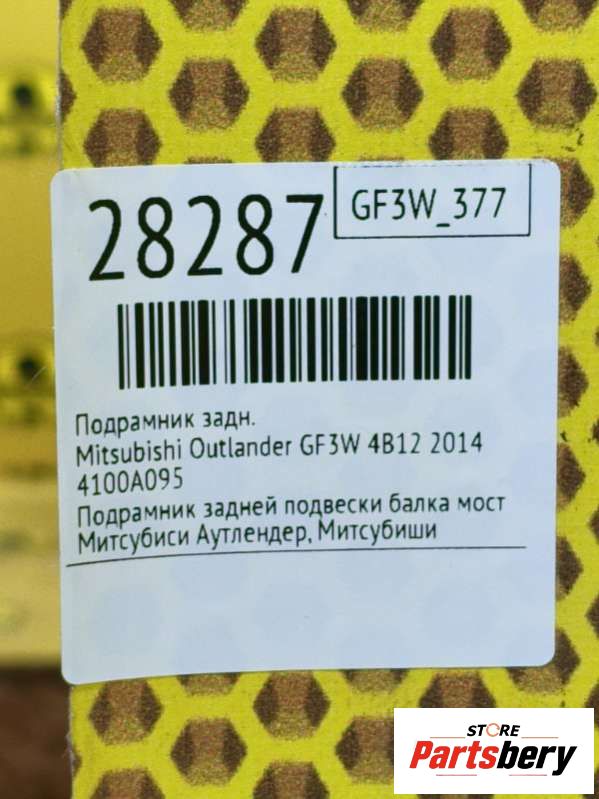 28287
GF3W_377
Подрамник задн.
Mitsubishi Outlander GF3W 4B12 2014
4100A095
Подрамник задней подвески балка мост
Митсубиси Аутлендер, Митсубиши
STORE
Partsbery